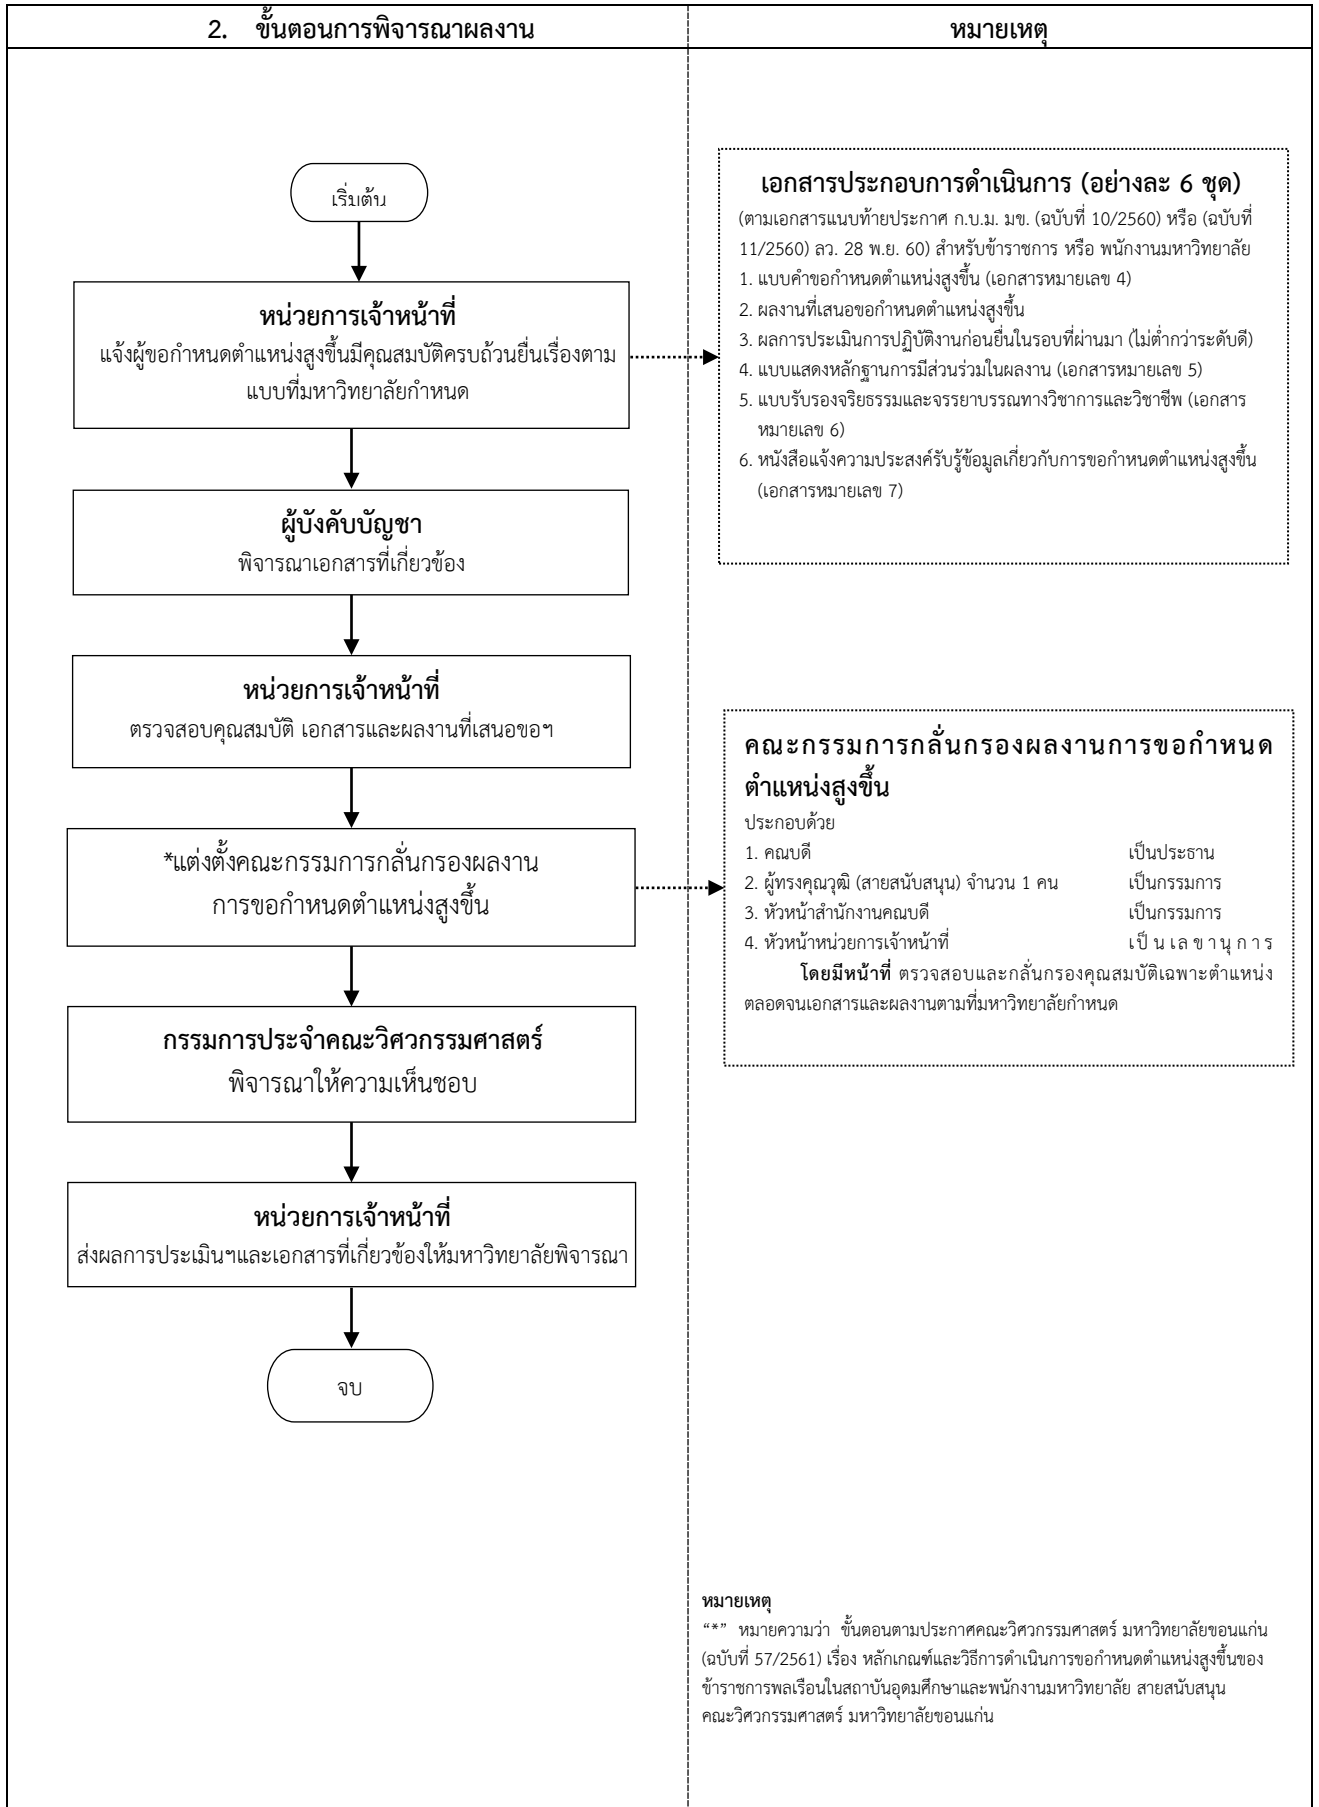 2. ขั้นตอนการพิจารณาผลงาน
หมายเหตุ
เริ่มต้น
หน่วยการเจ้าหน้าที่
แจ้งผู้ขอกำหนดตำแหน่งสูงขึ้นมีคุณสมบัติครบถ้วนยื่นเรื่องตาม
แบบที่มหาวิทยาลัยกำหนด
ผู้บังคับบัญชา
พิจารณาเอกสารที่เกี่ยวข้อง
หน่วยการเจ้าหน้าที่
ตรวจสอบคุณสมบัติ เอกสารและผลงานที่เสนอขอฯ
*แต่งตั้งคณะกรรมการกลั่นกรองผลงาน
การขอกำหนดตำแหน่งสูงขึ้น
กรรมการประจำคณะวิศวกรรมศาสตร์
พิจารณาให้ความเห็นชอบ
หน่วยการเจ้าหน้าที่
ส่งผลการประเมินฯและเอกสารที่เกี่ยวข้องให้มหาวิทยาลัยพิจารณา
จบ
เอกสารประกอบการดำเนินการ (อย่างละ 6 ชุด)
(ตามเอกสารแนบท้ายประกาศ ก.บ.ม. มข. (ฉบับที่ 10/2560) หรือ (ฉบับที่
11/2560) ลว. 28 พ.ย. 60) สำหรับข้าราชการ หรือ พนักงานมหาวิทยาลัย
1. แบบคำขอกำหนดตำแหน่งสูงขึ้น (เอกสารหมายเลข 4)
2. ผลงานที่เสนอขอกำหนดตำแหน่งสูงขึ้น
3. ผลการประเมินการปฏิบัติงานก่อนยื่นในรอบที่ผ่านมา (ไม่ต่ำกว่าระดับดี)
4. แบบแสดงหลักฐานการมีส่วนร่วมในผลงาน (เอกสารหมายเลข 5)
5. แบบรับรองจริยธรรมและจรรยาบรรณทางวิชาการและวิชาชีพ (เอกสาร
หมายเลข 6)
6. หนังสือแจ้งความประสงค์รับรู้ข้อมูลเกี่ยวกับการขอกำหนดตำแหน่งสูงขึ้น
(เอกสารหมายเลข 7)
คณะกรรมการกลั่นกรองผลงานการขอกำหนด
ตำแหน่งสูงขึ้น
ประกอบด้วย
1. คณบดี เป็นประธาน
2. ผู้ทรงคุณวุฒิ (สายสนับสนุน) จำนวน 1 คน เป็นกรรมการ
3. หัวหน้าสำนักงานคณบดี เป็นกรรมการ
4. หัวหน้าหน่วยการเจ้าหน้าที่ เป็นเลขานุการ
โดยมีหน้าที่ ตรวจสอบและกลั่นกรองคุณสมบัติเฉพาะตำแหน่ง
ตลอดจนเอกสารและผลงานตามที่มหาวิทยาลัยกำหนด
หมายเหตุ
“*” หมายความว่า ขั้นตอนตามประกาศคณะวิศวกรรมศาสตร์ มหาวิทยาลัยขอนแก่น
(ฉบับที่ 57/2561) เรื่อง หลักเกณฑ์และวิธีการดำเนินการขอกำหนดตำแหน่งสูงขึ้นของ
ข้าราชการพลเรือนในสถาบันอุดมศึกษาและพนักงานมหาวิทยาลัย สายสนับสนุน
คณะวิศวกรรมศาสตร์ มหาวิทยาลัยขอนแก่น